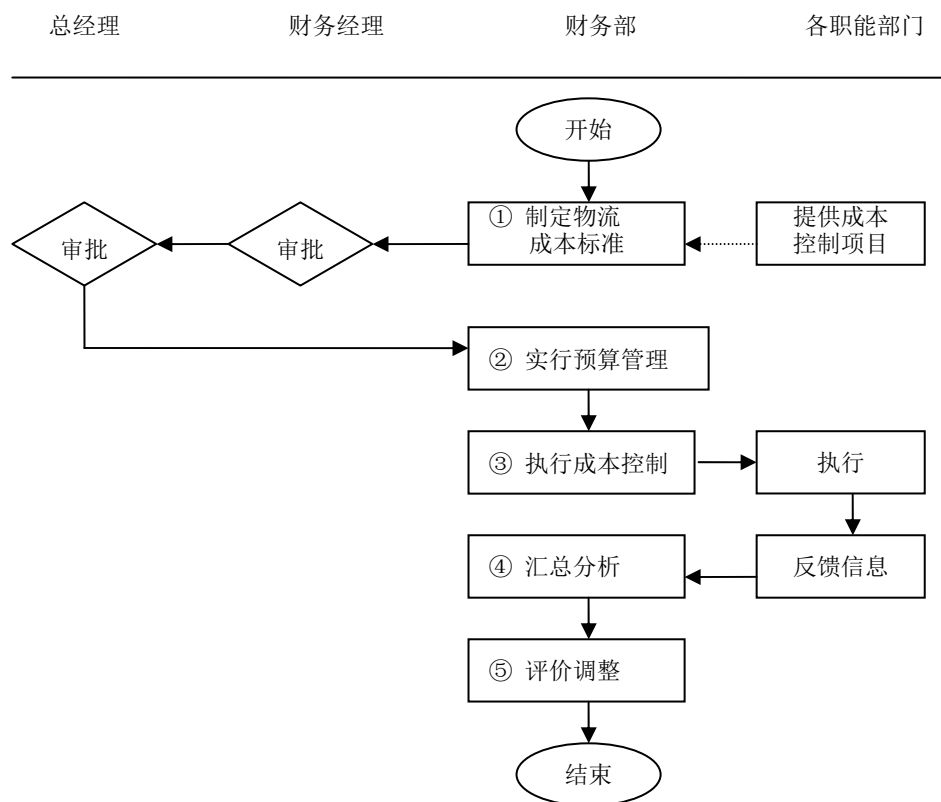 总经理 财务经理 财务部 各职能部门
开始
① 制定物流
成本标准
提供成本
控制项目
审批
审批
② 实行预算管理
③ 执行成本控制
执行
④ 汇总分析
反馈信息
⑤ 评价调整
结束